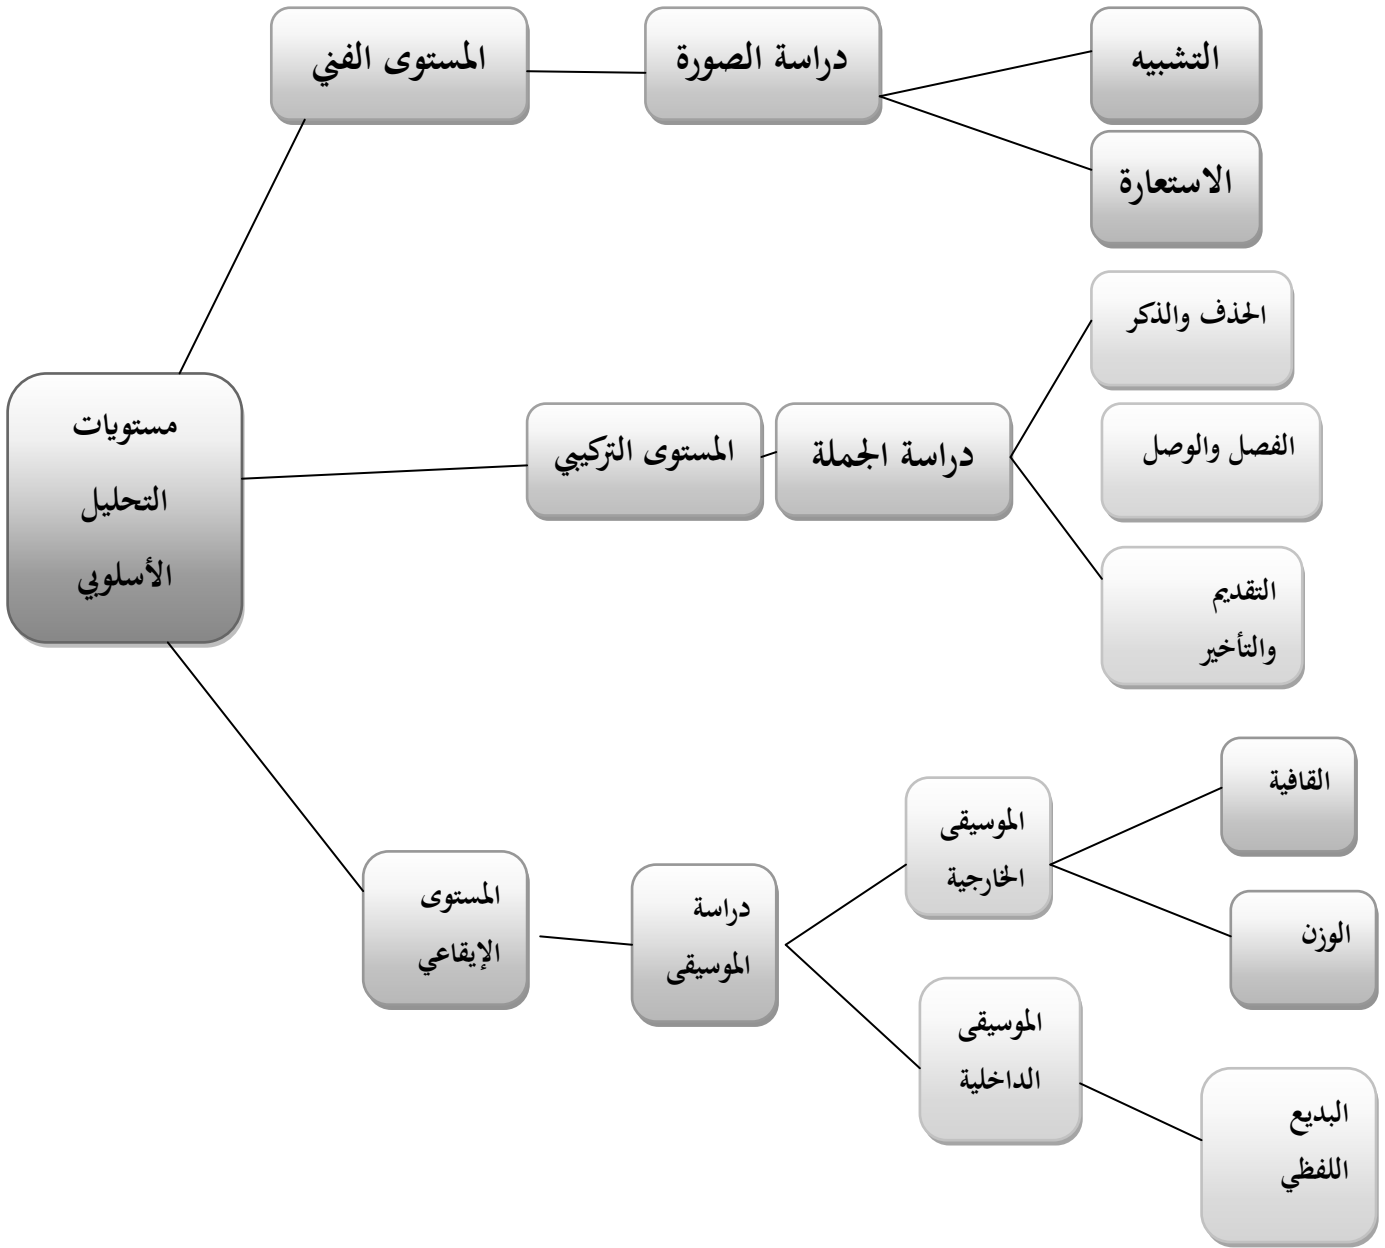 المستوى الفني
دراسة الصورة
التشبيه
الاستعارة
مستويات
التحليل
الأسلوبي
المستوى التركيبي
دراسة الجملة
الحذف والذكر
الفصل والوصل
التقديم
والتأخير
المستوى
الإيقاعي
دراسة
الموسيقى
الموسيقى
الخارجية
القافية
الوزن
الموسيقى
الداخلية
البديع
اللفظي